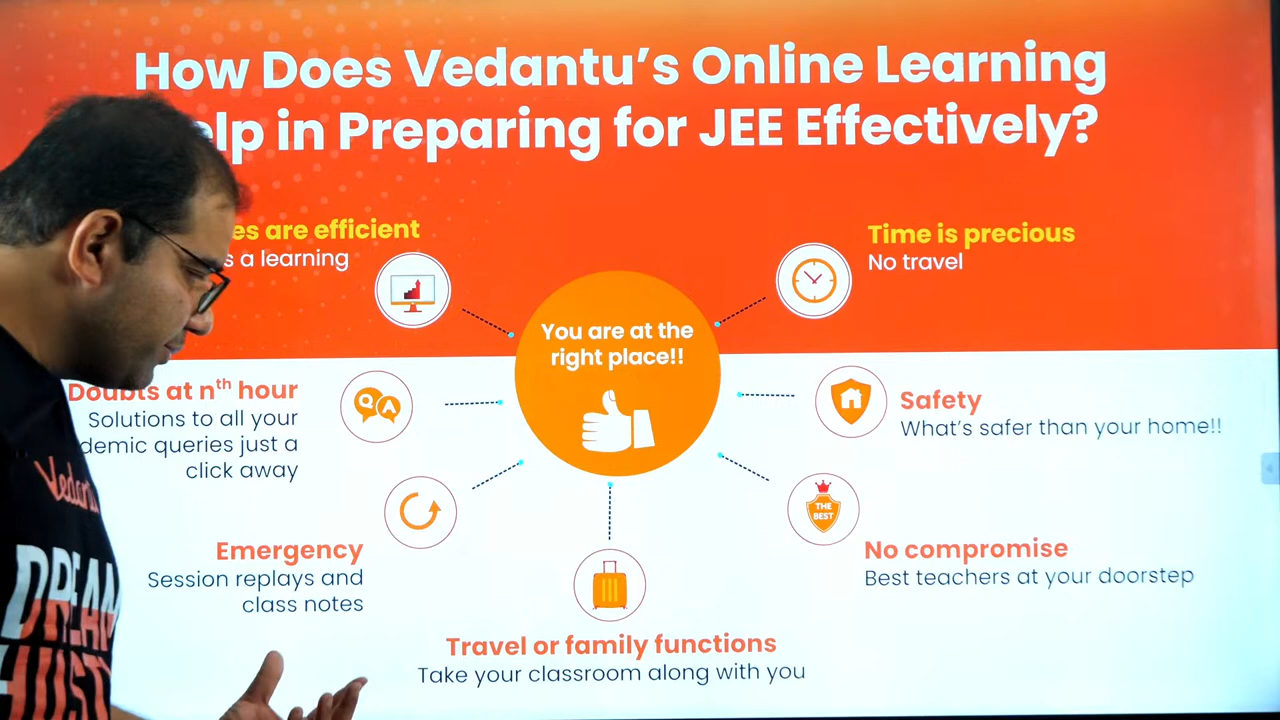 How Does Vedantu's Online Learning
elp in Preparing for JEE Effectively?
es are efficient
s a learning
Time is precious
No travel
You are at the
right place!!
Doubts at nth hour
Solutions to all your
demic queries just a
click away
QA
Safety
What's safer than your home!!
Emergency
Session replays and
class notes
THE
BEST
No compromise
Best teachers at your doorstep
Travel or family functions
Take your classroom along with you
Vedant
DREAM
HUST